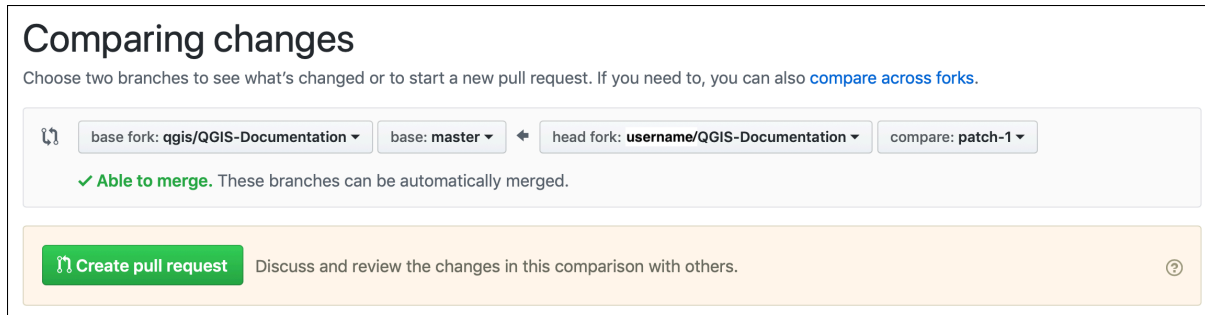 Comparing changes
Choose two branches to see what's changed or to start a new pull request. If you need to, you can also compare across forks.
base fork: qgis/QGIS-Documentation base: master head fork: username/QGIS-Documentation compare: patch-1
Able to merge. These branches can be automatically merged.
Create pull request Discuss and review the changes in this comparison with others.